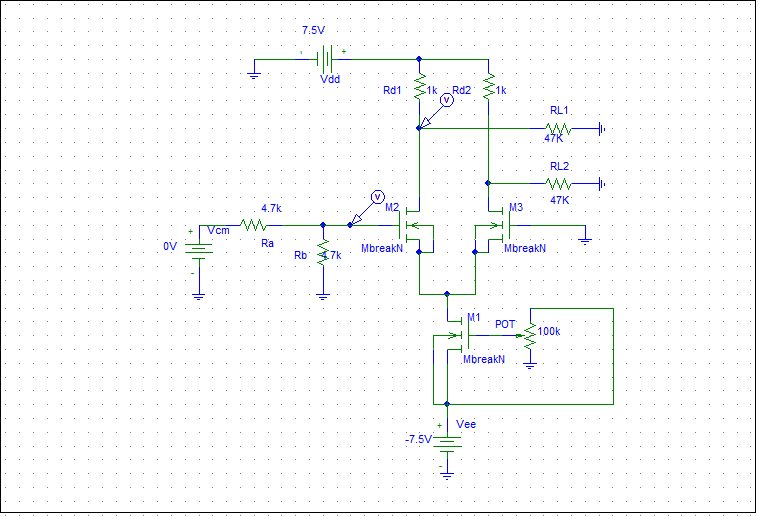 7.5V
- +
Vdd
Rd1 1k Rd2 1k
V
RL1
47K
RL2
47K
V
4.7k M2 M3
+ Vcm
0V Ra Rb 4.7k MbreakN MbreakN
-
M1 POT 100k
MbreakN
+ Vee
-7.5V
-